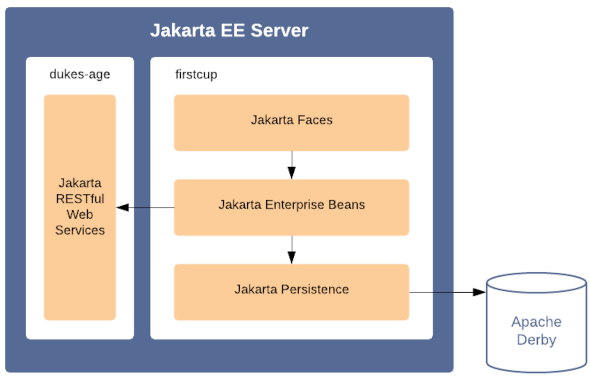 Jakarta EE Server
dukes-age
firstcup
Jakarta
RESTful
Web
Services
Jakarta Faces
Jakarta Enterprise Beans
Jakarta Persistence
Apache
Derby